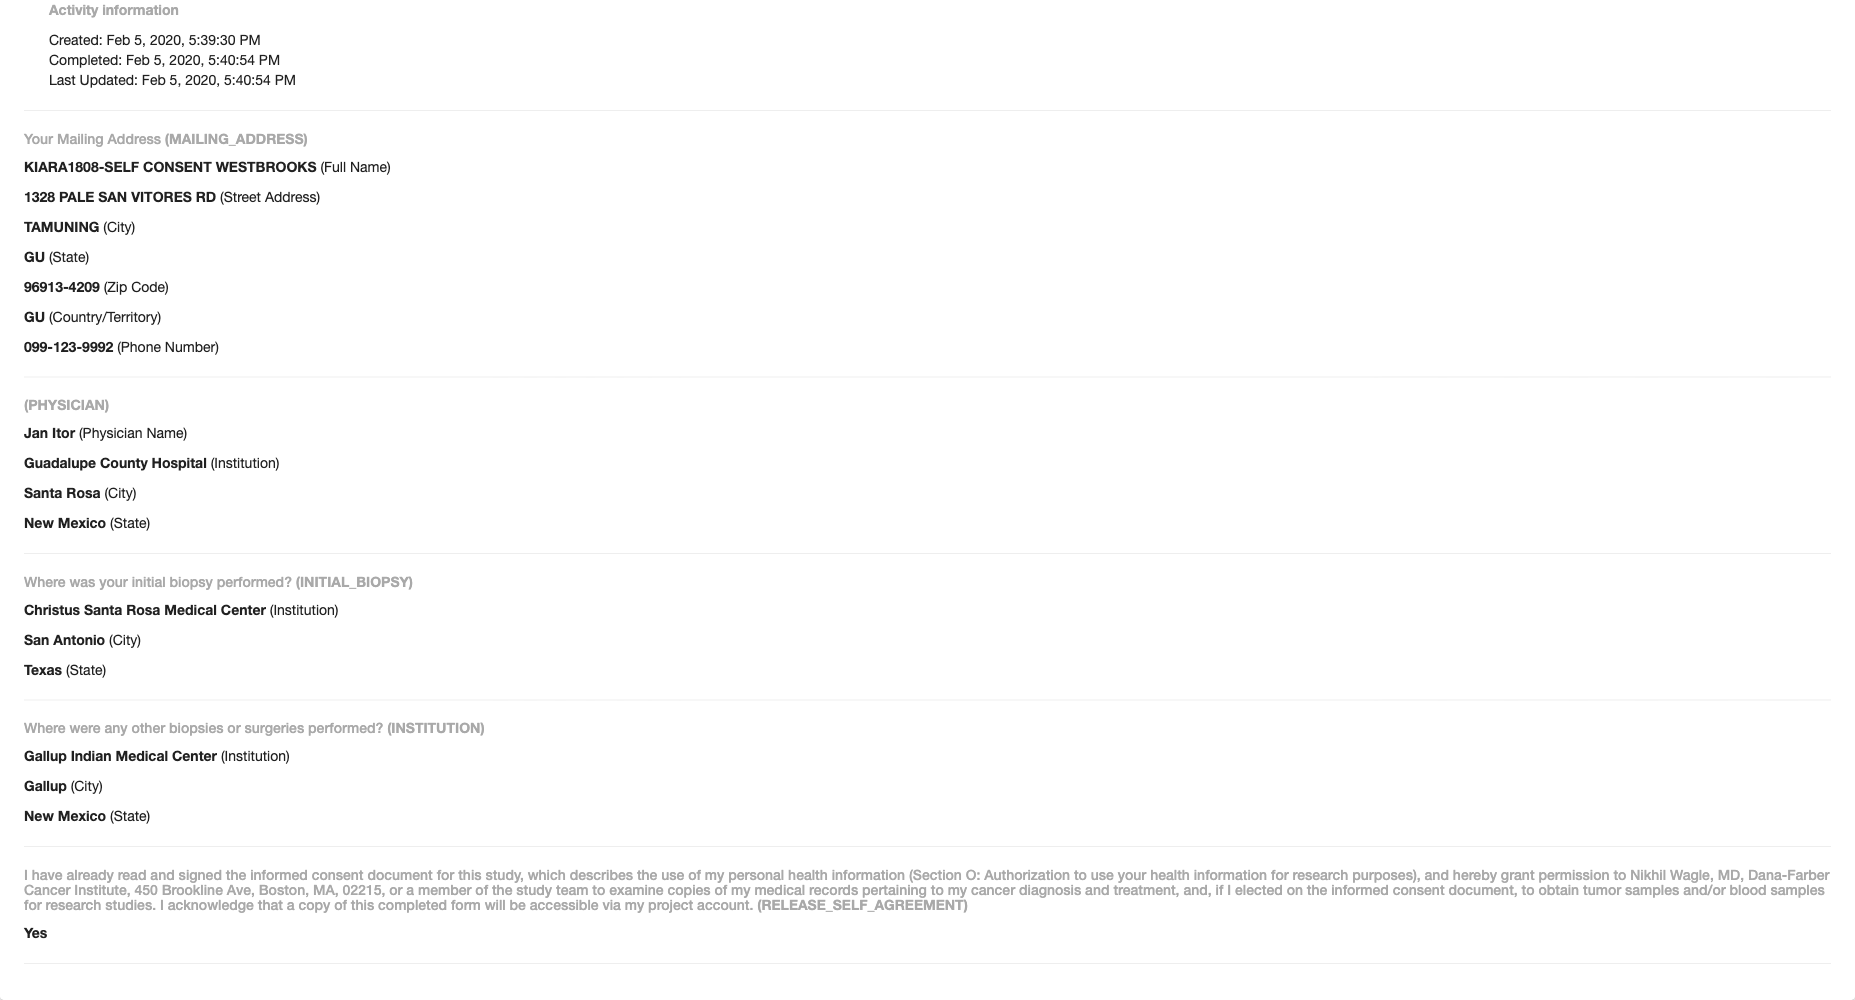 Activity information
Created: Feb 5, 2020, 5:39:30 PM
Completed: Feb 5, 2020, 5:40:54 PM
Last Updated: Feb 5, 2020, 5:40:54 PM
Your Mailing Address (MAILING_ADDRESS)
KIARA1808-SELF CONSENT WESTBROOKS (Full Name)
1328 PALE SAN VITORES RD (Street Address)
TAMUNING (City)
GU (State)
96913-4209 (Zip Code)
GU (Country/Territory)
099-123-9992 (Phone Number)
(PHYSICIAN)
Jan Itor (Physician Name)
Guadalupe County Hospital (Institution)
Santa Rosa (City)
New Mexico (State)
Where was your initial biopsy performed? (INITIAL_BIOPSY)
Christus Santa Rosa Medical Center (Institution)
San Antonio (City)
Texas (State)
Where were any other biopsies or surgeries performed? (INSTITUTION)
Gallup Indian Medical Center (Institution)
Gallup (City)
New Mexico (State)
I have already read and signed the informed consent document for this study, which describes the use of my personal health information (Section O: Authorization to use your health information for research purposes), and hereby grant permission to Nikhil Wagle, MD, Dana-Farber
Cancer Institute, 450 Brookline Ave, Boston, MA, 02215, or a member of the study team to examine copies of my medical records pertaining to my cancer diagnosis and treatment, and, if I elected on the informed consent document, to obtain tumor samples and/or blood samples
for research studies. I acknowledge that a copy of this completed form will be accessible via my project account. (RELEASE_SELF_AGREEMENT)
Yes